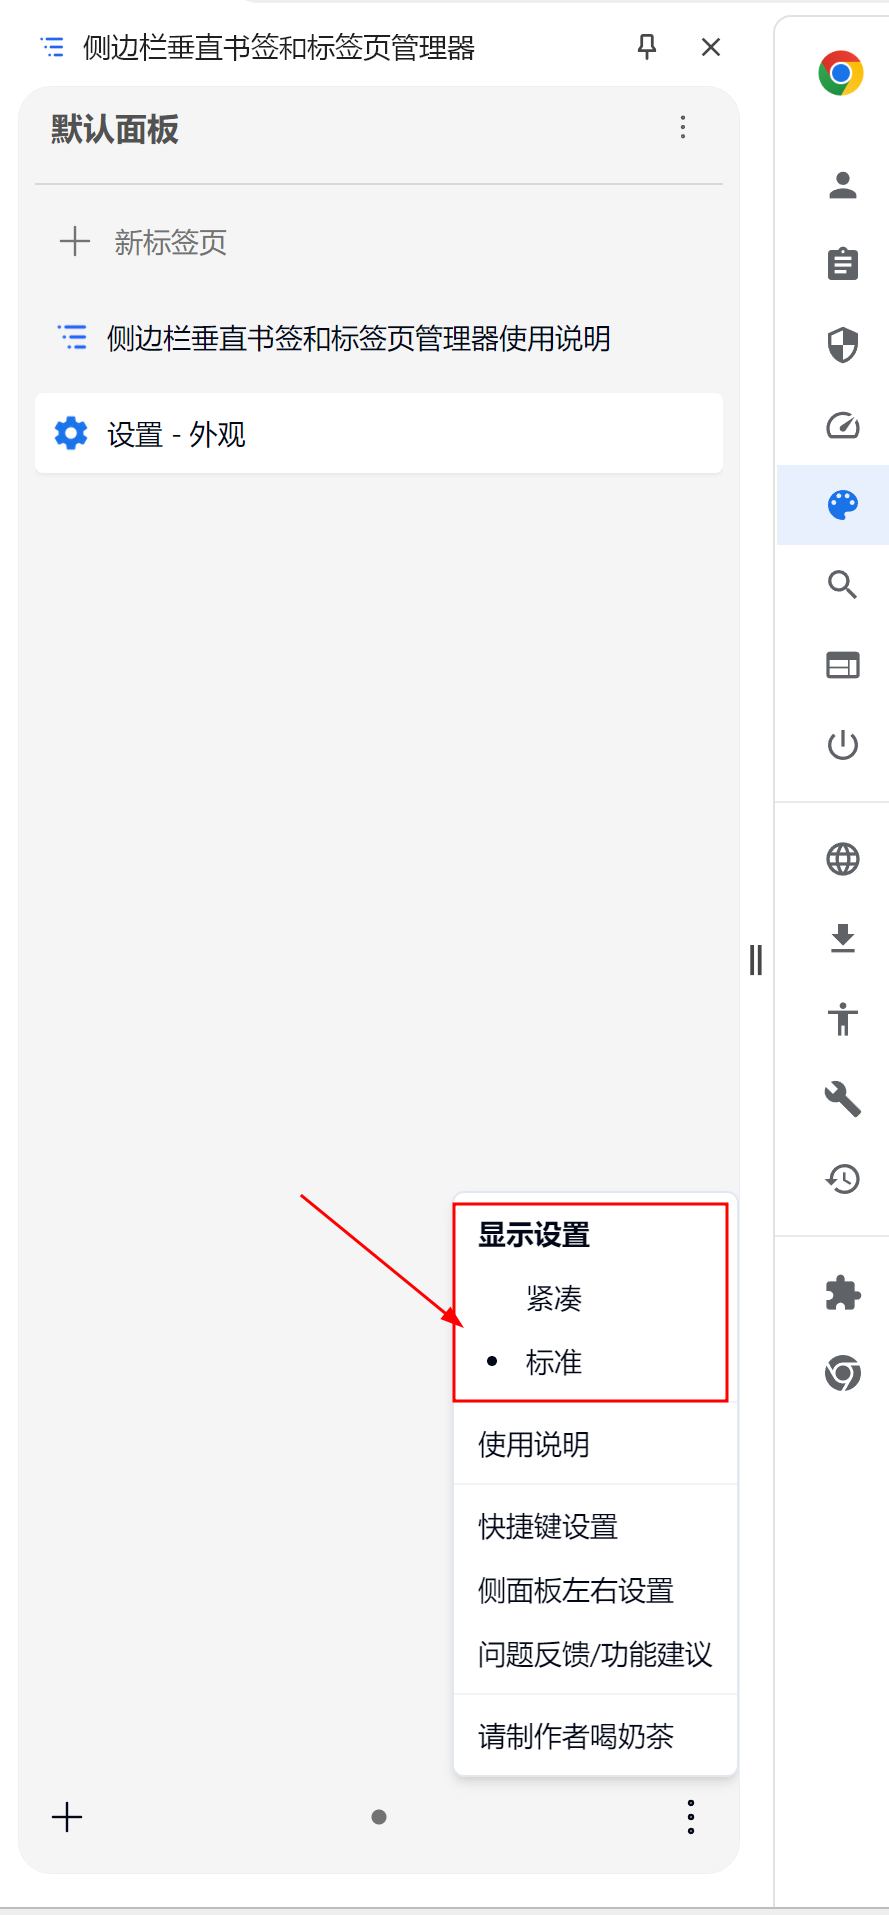 侧边栏垂直书签和标签页管理器
默认面板
新标签页
侧边栏垂直书签和标签页管理器使用说明
设置 - 外观
显示设置
紧凑
标准
使用说明
快捷键设置
侧面板左右设置
问题反馈/功能建议
请制作者喝奶茶